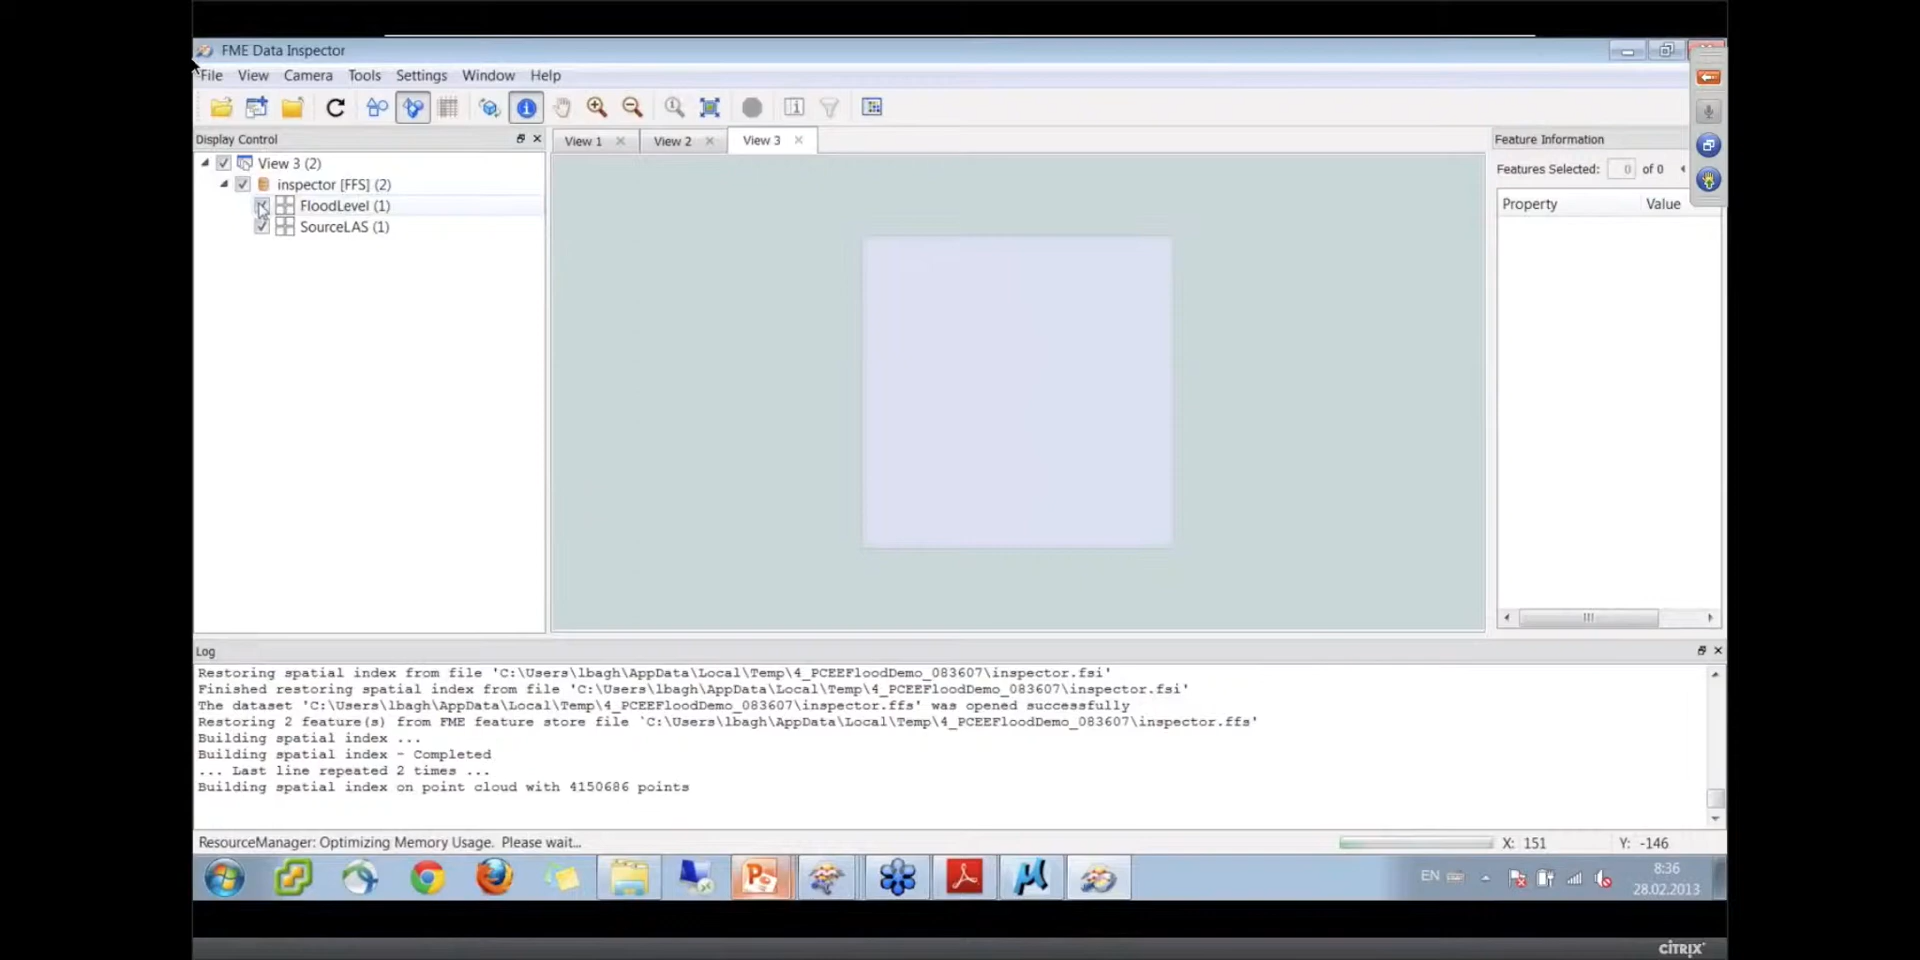 FME Data Inspector
File View Camera Tools Settings Window Help
Display Control
View 1 View 2 View 3
Feature Information
View 3 (2)
Features Selected: 0 of 0
inspector [FFS] (2)
FloodLevel (1)
Property Value
SourceLAS (1)
Log
Restoring spatial index from file 'C:\Users\lbagh\AppData\Local\Temp\4_PCEEFloodDemo_083607\inspector.fsi'
Finished restoring spatial index from file 'C:\Users\lbagh\AppData\Local\Temp\4_PCEEFloodDemo_083607\inspector.fsi'
The dataset 'C:\Users\lbagh\AppData\Local\Temp\4_PCEEFloodDemo_083607\inspector.ffs' was opened successfully
Restoring 2 feature(s) from FME feature store file `C:\Users\lbagh\AppData\Local\Temp\4_PCEEFloodDemo_083607\inspector.ffs'
Building spatial index ...
Building spatial index - Completed
... Last line repeated 2 times ...
Building spatial index on point cloud with 4150686 points
ResourceManager: Optimizing Memory Usage. Please wait... X: 151 Y: -146
EN 8:36
28.02.2013
CITRIX